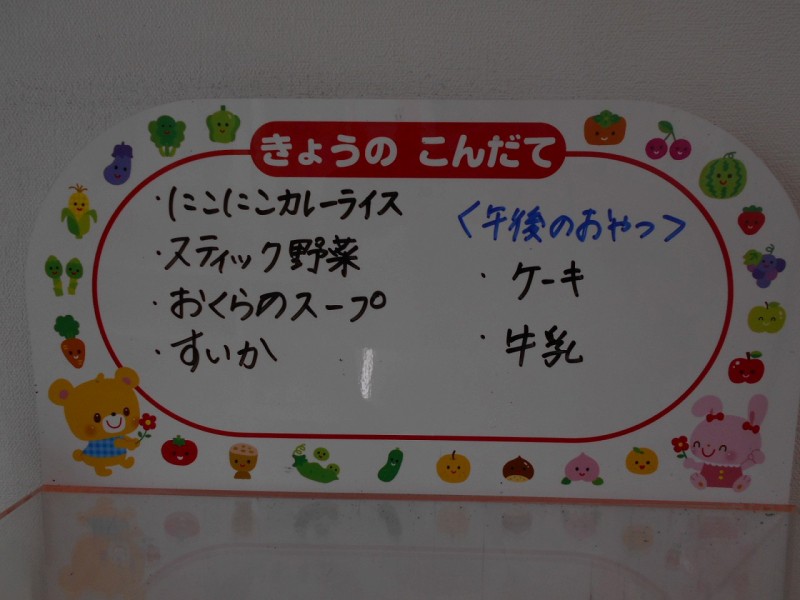 きょうの こんだて
・にこにこカレーライス
・スティック野菜
・おくらのスープ
・すいか
＜午後のおやつ＞
・ケーキ
・牛乳